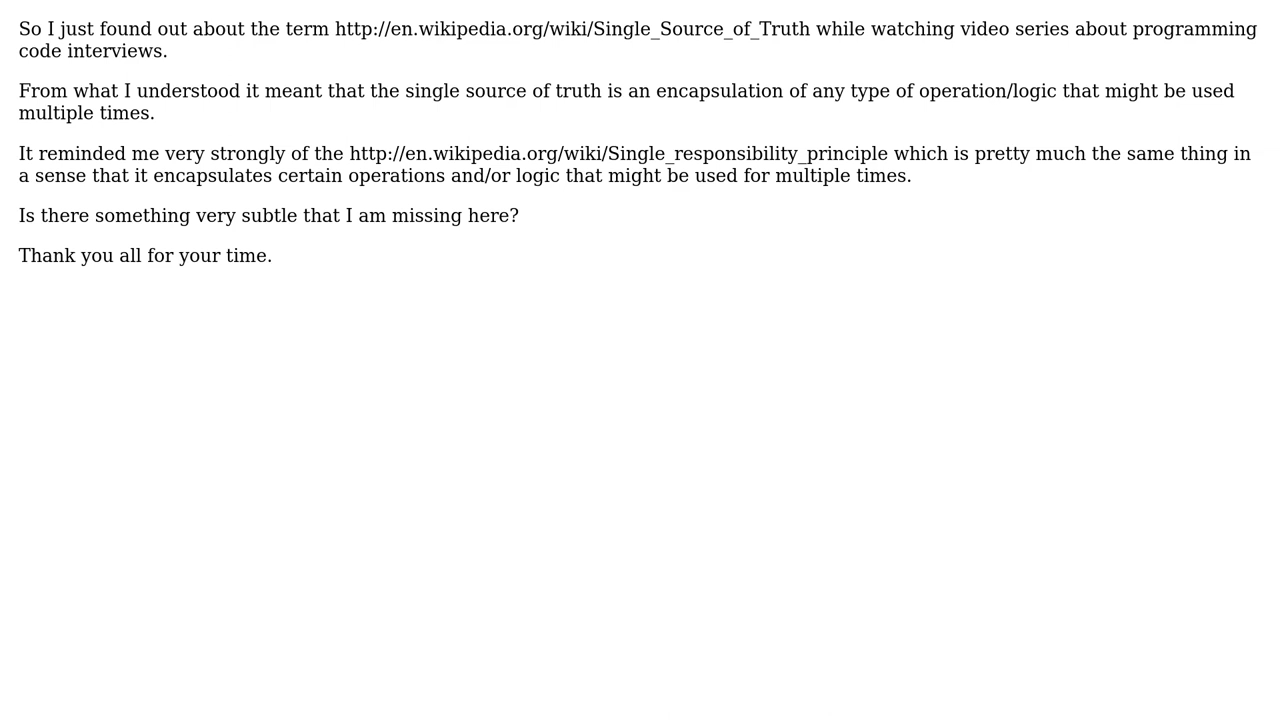 So I just found out about the term http://en.wikipedia.org/wiki/Single_Source_of_Truth while watching video series about programming
code interviews.
From what I understood it meant that the single source of truth is an encapsulation of any type of operation/logic that might be used
multiple times.
It reminded me very strongly of the http://en.wikipedia.org/wiki/Single_responsibility_principle which is pretty much the same thing in
a sense that it encapsulates certain operations and/or logic that might be used for multiple times.
Is there something very subtle that I am missing here?
Thank you all for your time.